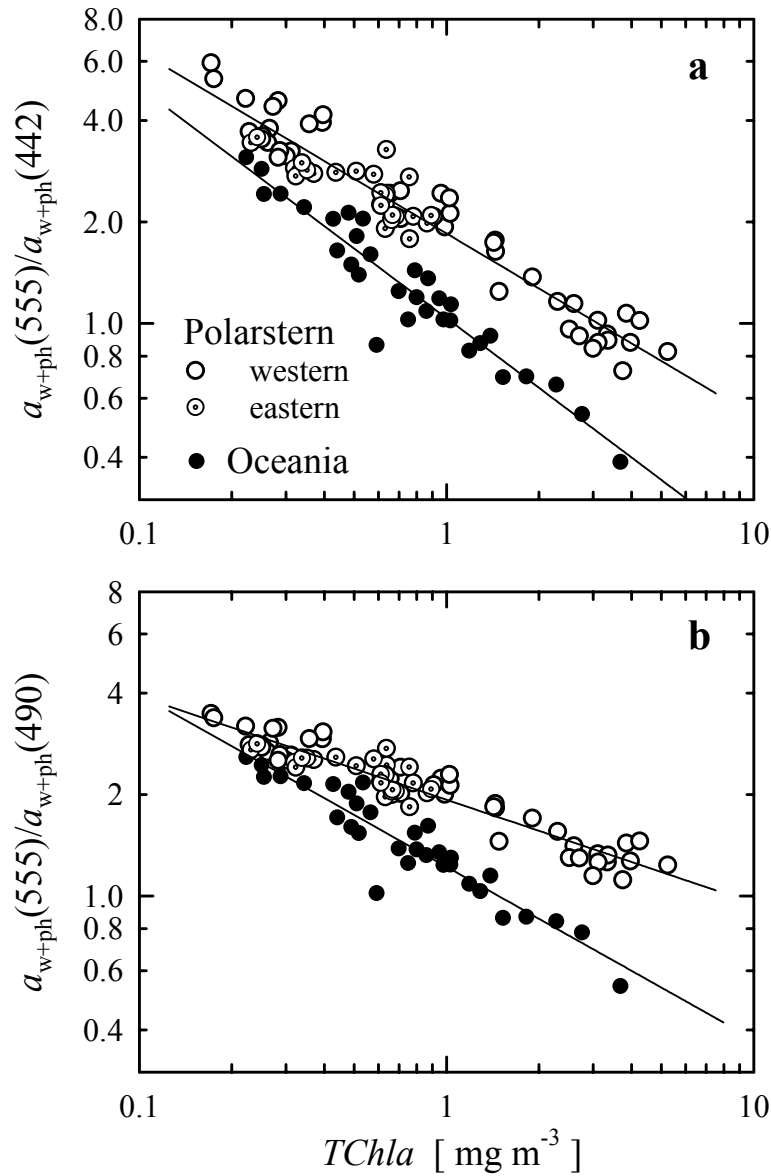 a
8.0
6.0
4.0
2.0
1.0
0.8
0.6
0.4
a_w+ph(555)/a_w+ph(442)
Polarstern
western
eastern
Oceania
0.1 1 10
b
8
6
4
2
1.0
0.8
0.6
0.4
a_w+ph(555)/a_w+ph(490)
0.1 1 10
TChla [ mg m⁻³ ]